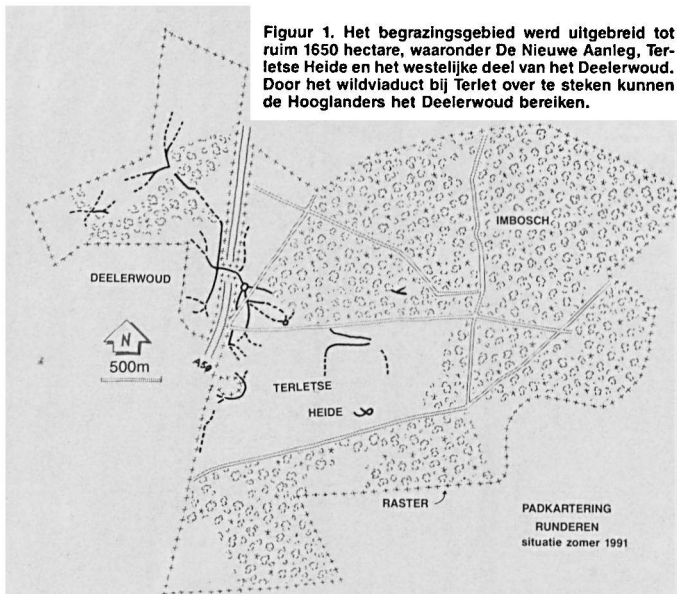 Figuur 1. Het begrazingsgebied werd uitgebreid tot
ruim 1650 hectare, waaronder De Nieuwe Aanleg, Ter-
letse Heide en het westelijke deel van het Deelerwoud.
Door het wildviaduct bij Terlet over te steken kunnen
de Hooglanders het Deelerwoud bereiken.
IMBOSCH
DEELERWOUD
N
500m
A50
TERLETSE
HEIDE
RASTER
PADKARTERING
RUNDEREN
situatie zomer 1991